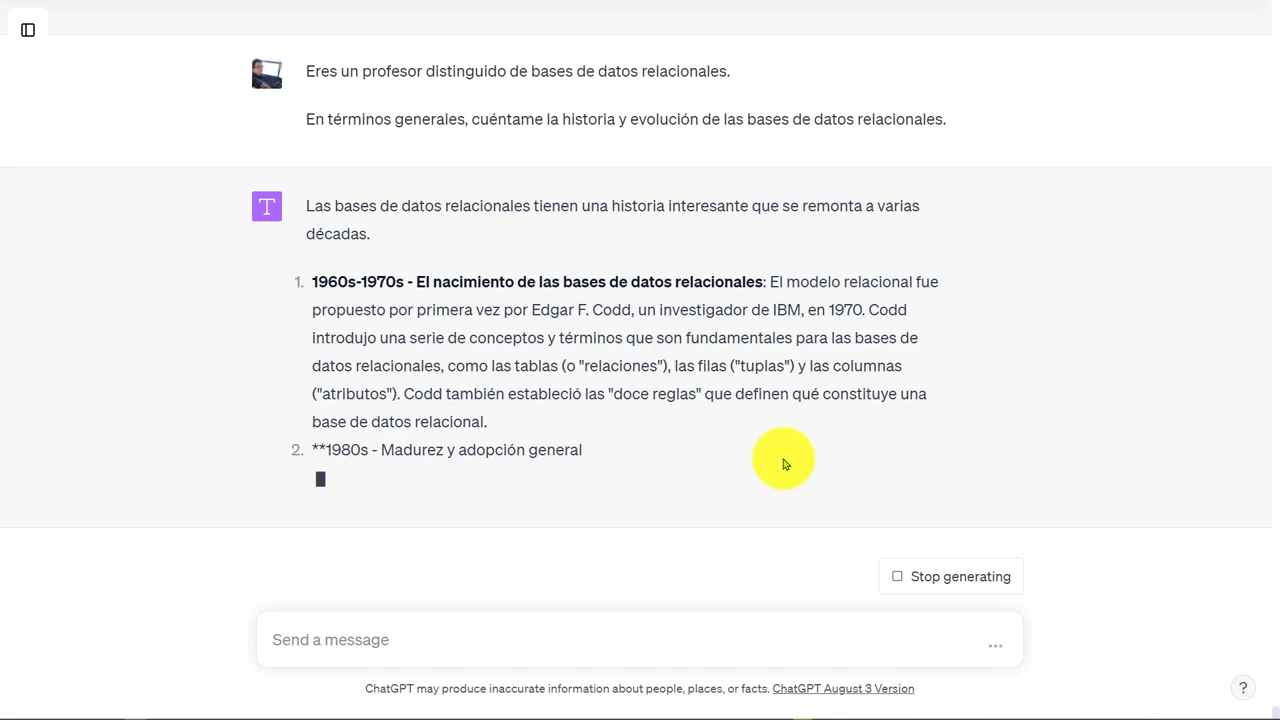 Eres un profesor distinguido de bases de datos relacionales.
En términos generales, cuéntame la historia y evolución de las bases de datos relacionales.
T
Las bases de datos relacionales tienen una historia interesante que se remonta a varias
décadas.
1. 1960s-1970s - El nacimiento de las bases de datos relacionales: El modelo relacional fue
propuesto por primera vez por Edgar F. Codd, un investigador de IBM, en 1970. Codd
introdujo una serie de conceptos y términos que son fundamentales para las bases de
datos relacionales, como las tablas (o "relaciones"), las filas ("tuplas") y las columnas
("atributos"). Codd también estableció las "doce reglas" que definen qué constituye una
base de datos relacional.
2. **1980s - Madurez y adopción general
Stop generating
Send a message
...
ChatGPT may produce inaccurate information about people, places, or facts. ChatGPT August 3 Version
?